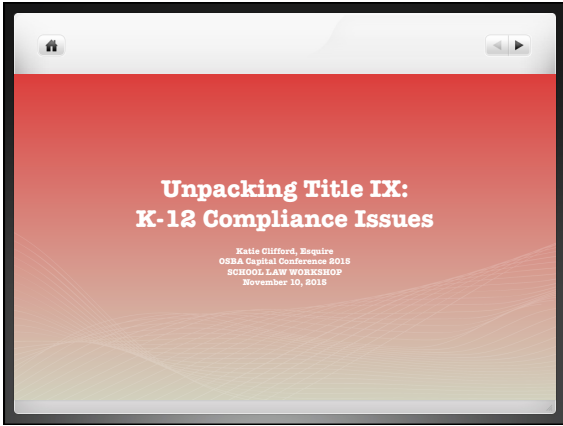 Unpacking Title IX:
K-12 Compliance Issues
Katie Clifford, Esquire
OSBA Capital Conference 2015
SCHOOL LAW WORKSHOP
November 10, 2015